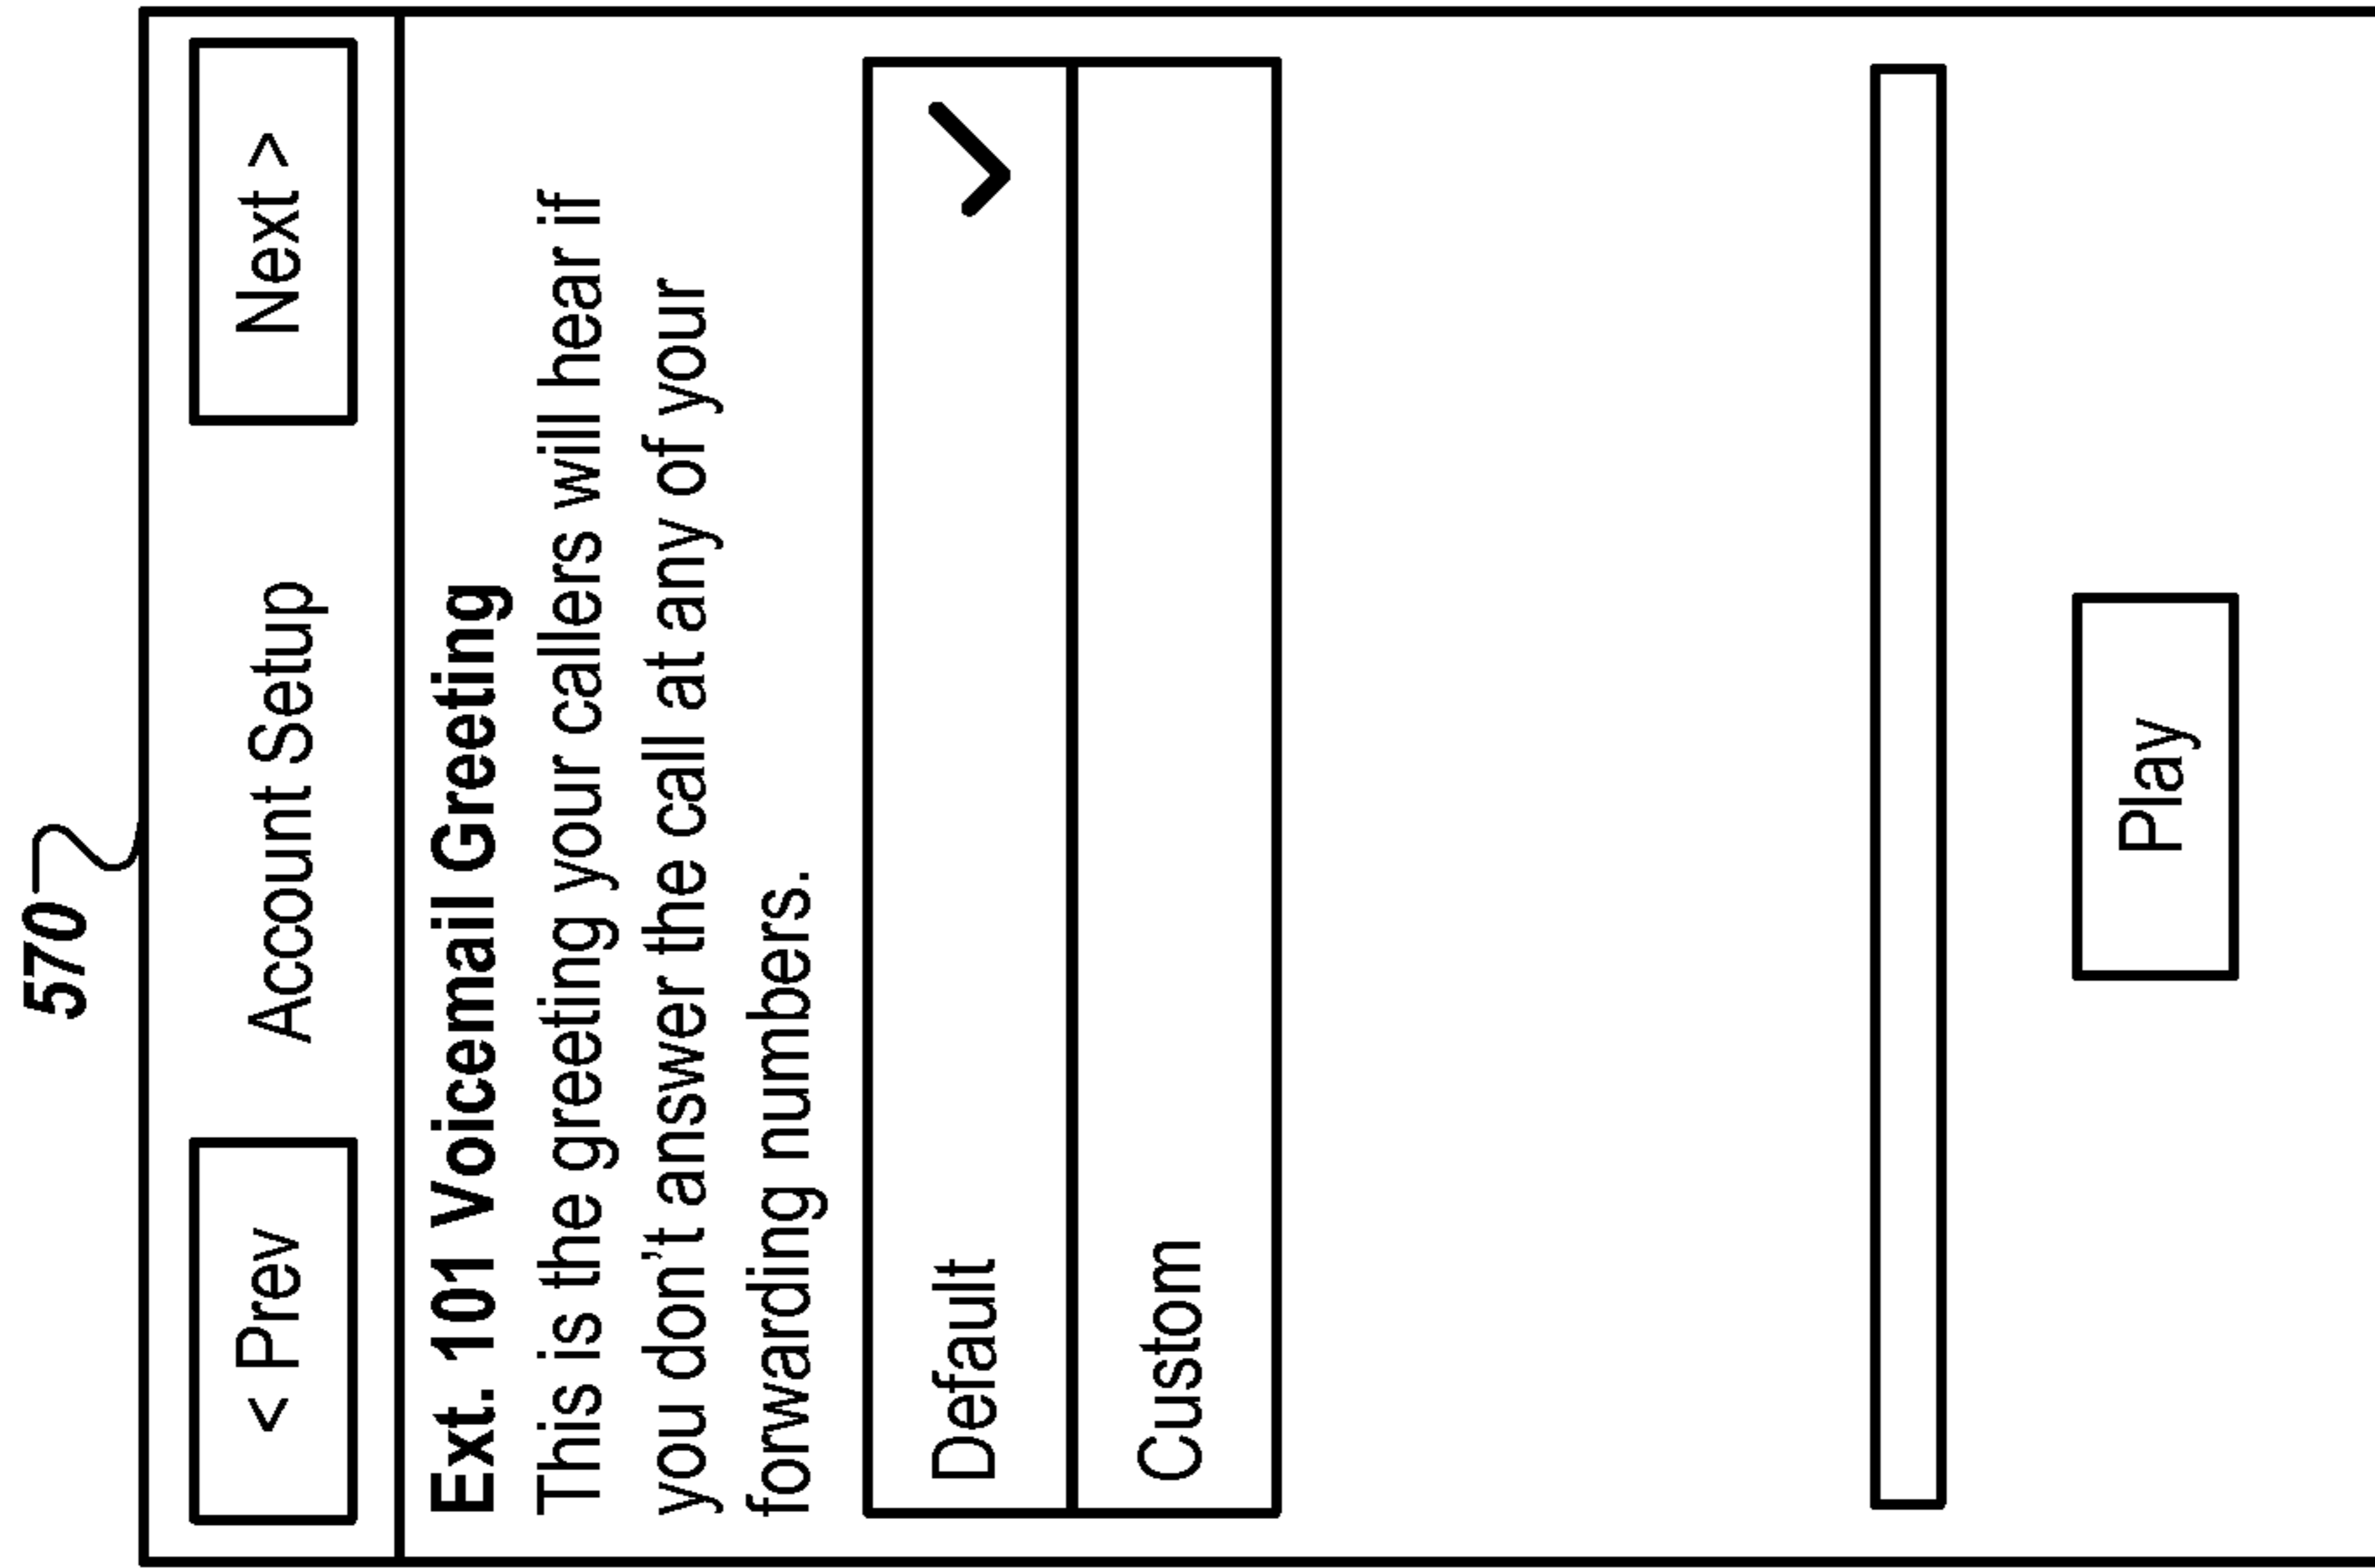 570
< Prev Account Setup Next >
Ext. 101 Voicemail Greeting
This is the greeting your callers will hear if
you don't answer the call at any of your
forwarding numbers.
Default
Custom
Play